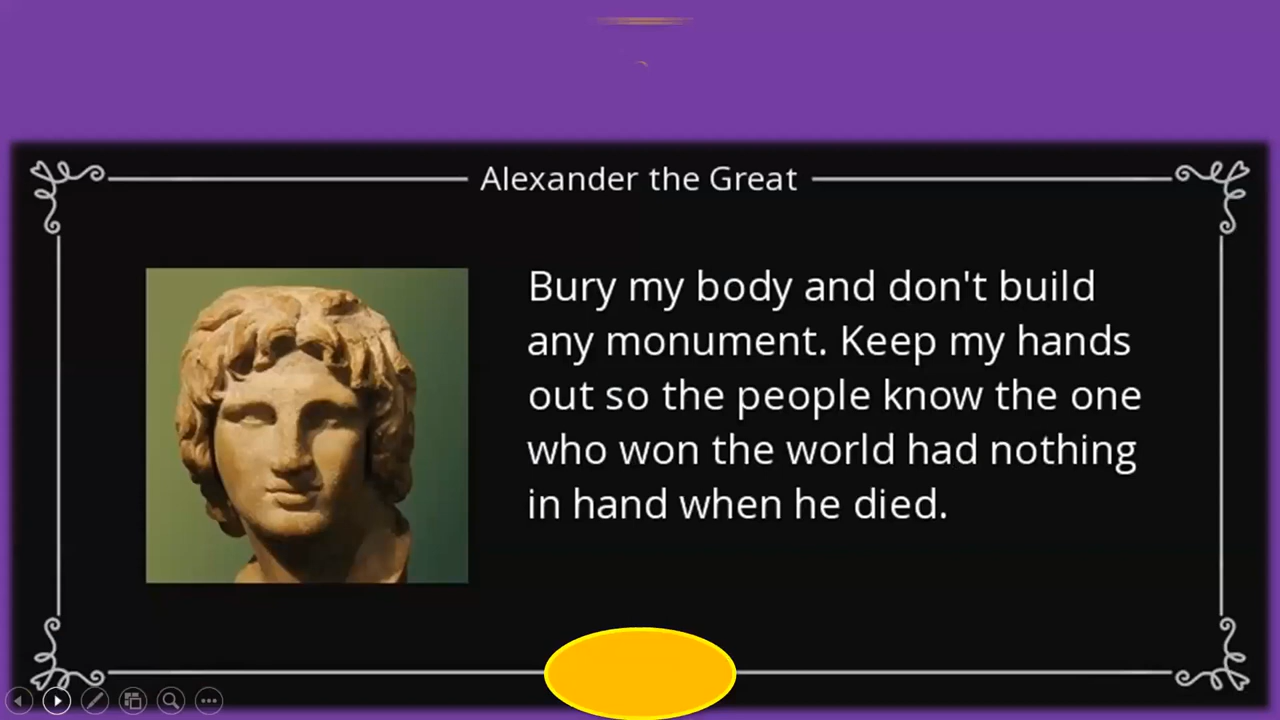 Alexander the Great
Bury my body and don't build
any monument. Keep my hands
out so the people know the one
who won the world had nothing
in hand when he died.